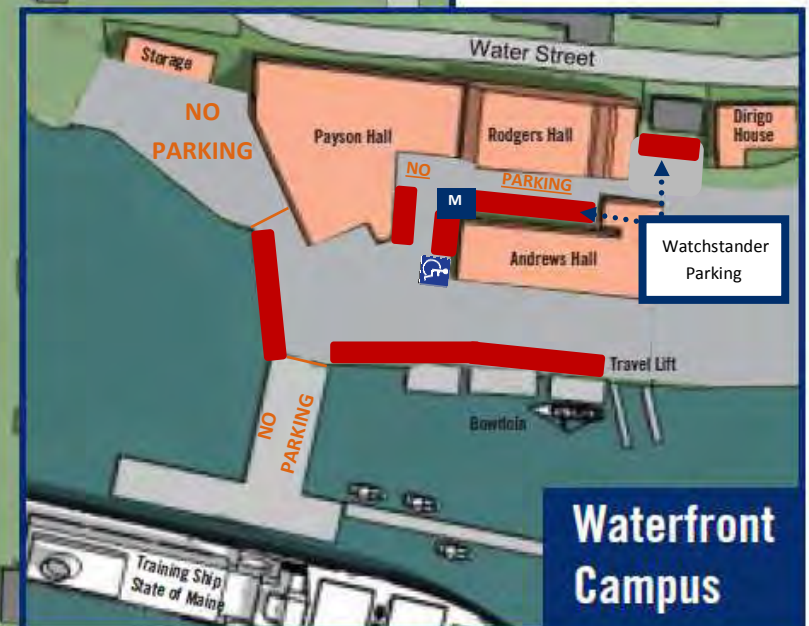 Water Street
Storage
NO
PARKING
Payson Hall
Rodgers Hall
Dirigo
House
NO
PARKING
M
Andrews Hall
Watchstander
Parking
Travel Lift
NO
PARKING
Bowdoin
Training Ship
State of Maine
Waterfront
Campus